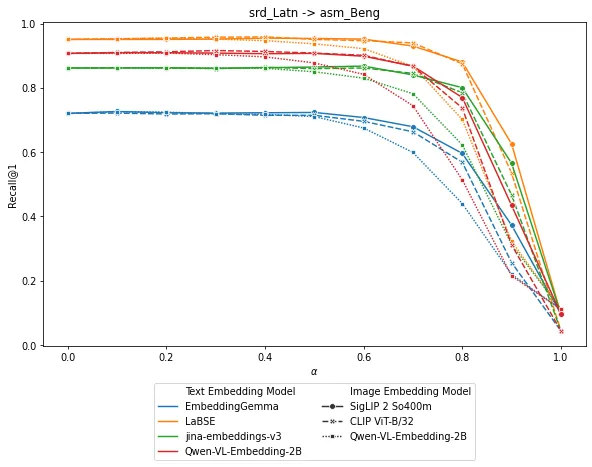 srd_Latn -> asm_Beng
Recall@1
1.0
0.8
0.6
0.4
0.2
0.0
0.0 0.2 0.4 0.6 0.8 1.0
α
Text Embedding Model Image Embedding Model
EmbeddingGemma SigLIP 2 So400m
LaBSE CLIP ViT-B/32
jina-embeddings-v3 Qwen-VL-Embedding-2B
Qwen-VL-Embedding-2B